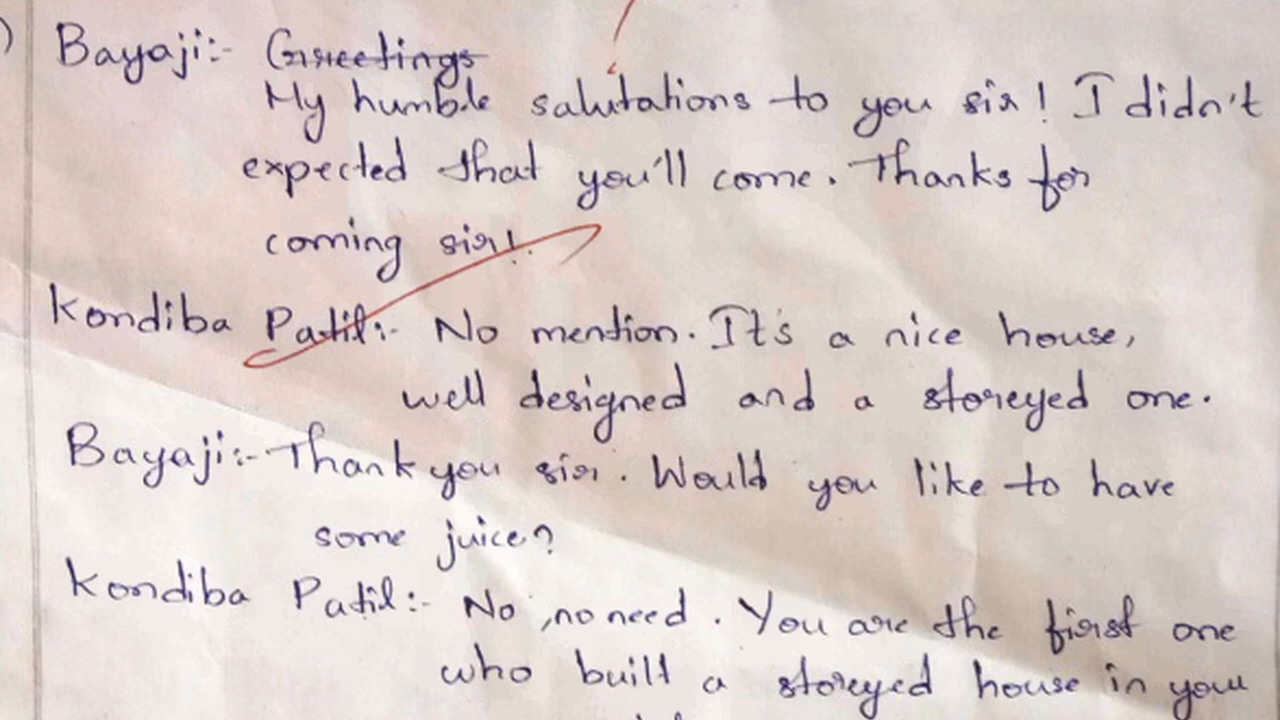 Bayaji:- Greetings
My humble salutations to you sir! I didn't
expected that you'll come. Thanks for
coming sir!
Kondiba Patil:- No mention. It's a nice house,
well designed and a storeyed one.
Bayaji:- Thank you sir. Would you like to have
some juice?
Kondiba Patil:- No, no need. You are the first one
who built a storeyed house in your